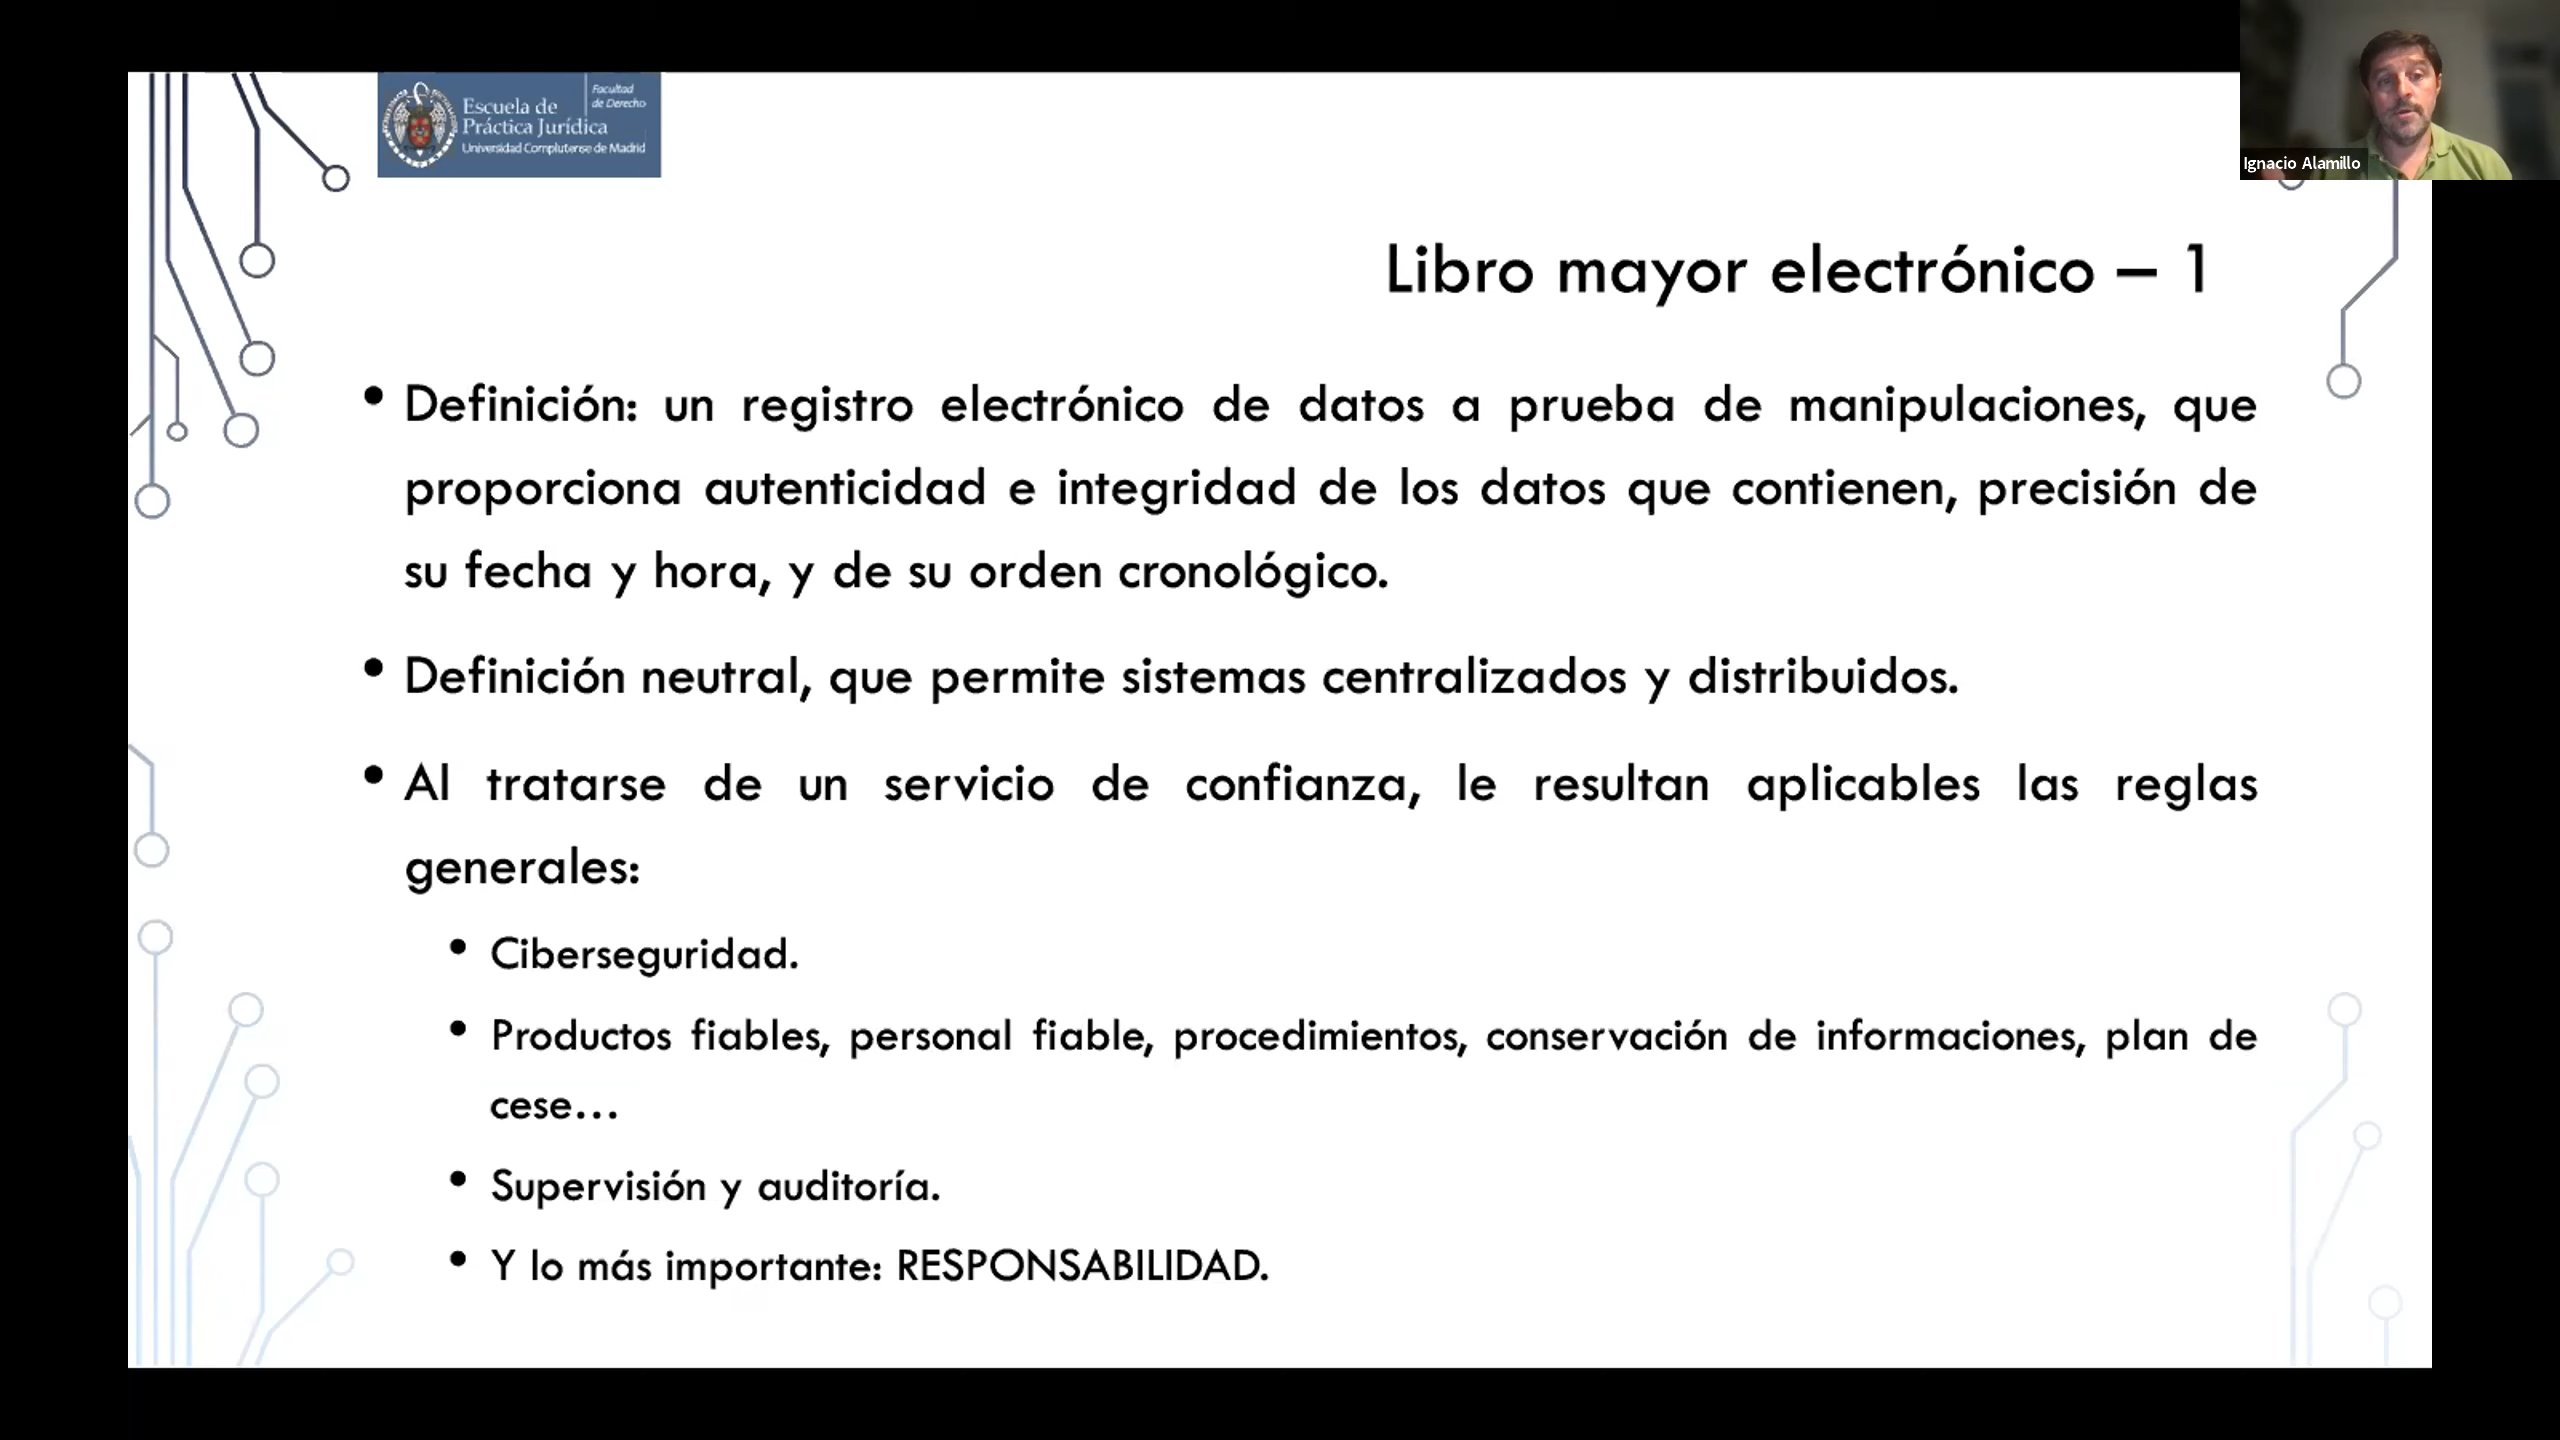 Escuela de
Práctica Jurídica
Facultad
de Derecho
Universidad Complutense de Madrid
Ignacio Alamillo
Libro mayor electrónico – 1
• Definición: un registro electrónico de datos a prueba de manipulaciones, que
proporciona autenticidad e integridad de los datos que contienen, precisión de
su fecha y hora, y de su orden cronológico.
• Definición neutral, que permite sistemas centralizados y distribuidos.
• Al tratarse de un servicio de confianza, le resultan aplicables las reglas
generales:
• Ciberseguridad.
• Productos fiables, personal fiable, procedimientos, conservación de informaciones, plan de
cese…
• Supervisión y auditoría.
• Y lo más importante: RESPONSABILIDAD.